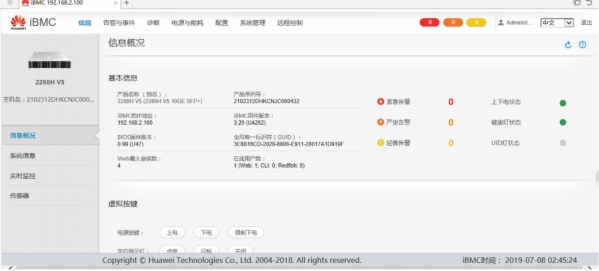 iBMC 192.168.2.100
HUAWEI
iBMC 信息 告警与事件 诊断 电源与能耗 配置 系统管理 远程控制 0 0 0 Administ... 中文 退出
2288H V5
主机名: 2102312DHKCNJC000...
信息概况
系统信息
实时监控
传感器
信息概况
基本信息
产品名称 (别名):
2288H V5 (2288H V5 10GE SFP+)
产品序列号:
2102312DHKCNJC000432
iBMC的IP地址:
192.168.2.100
iBMC固件版本:
3.20 (U4282)
BIOS固件版本:
0.99 (U47)
全局唯一标识符 (GUID):
Web最大会话数:
4
在线用户数:
1 (Web: 1, CLI: 0, Redfish: 0)
紧急告警 0 上下电状态
严重告警 0 健康灯状态
轻微告警 0 UID灯状态
虚拟按键
电源按键: 上电 下电 强制下电
定位指示灯: 点亮 闪烁 关闭
Copyright © Huawei Technologies Co., Ltd. 2004-2018. All rights reserved. iBMC时间: 2019-07-08 02:45:24